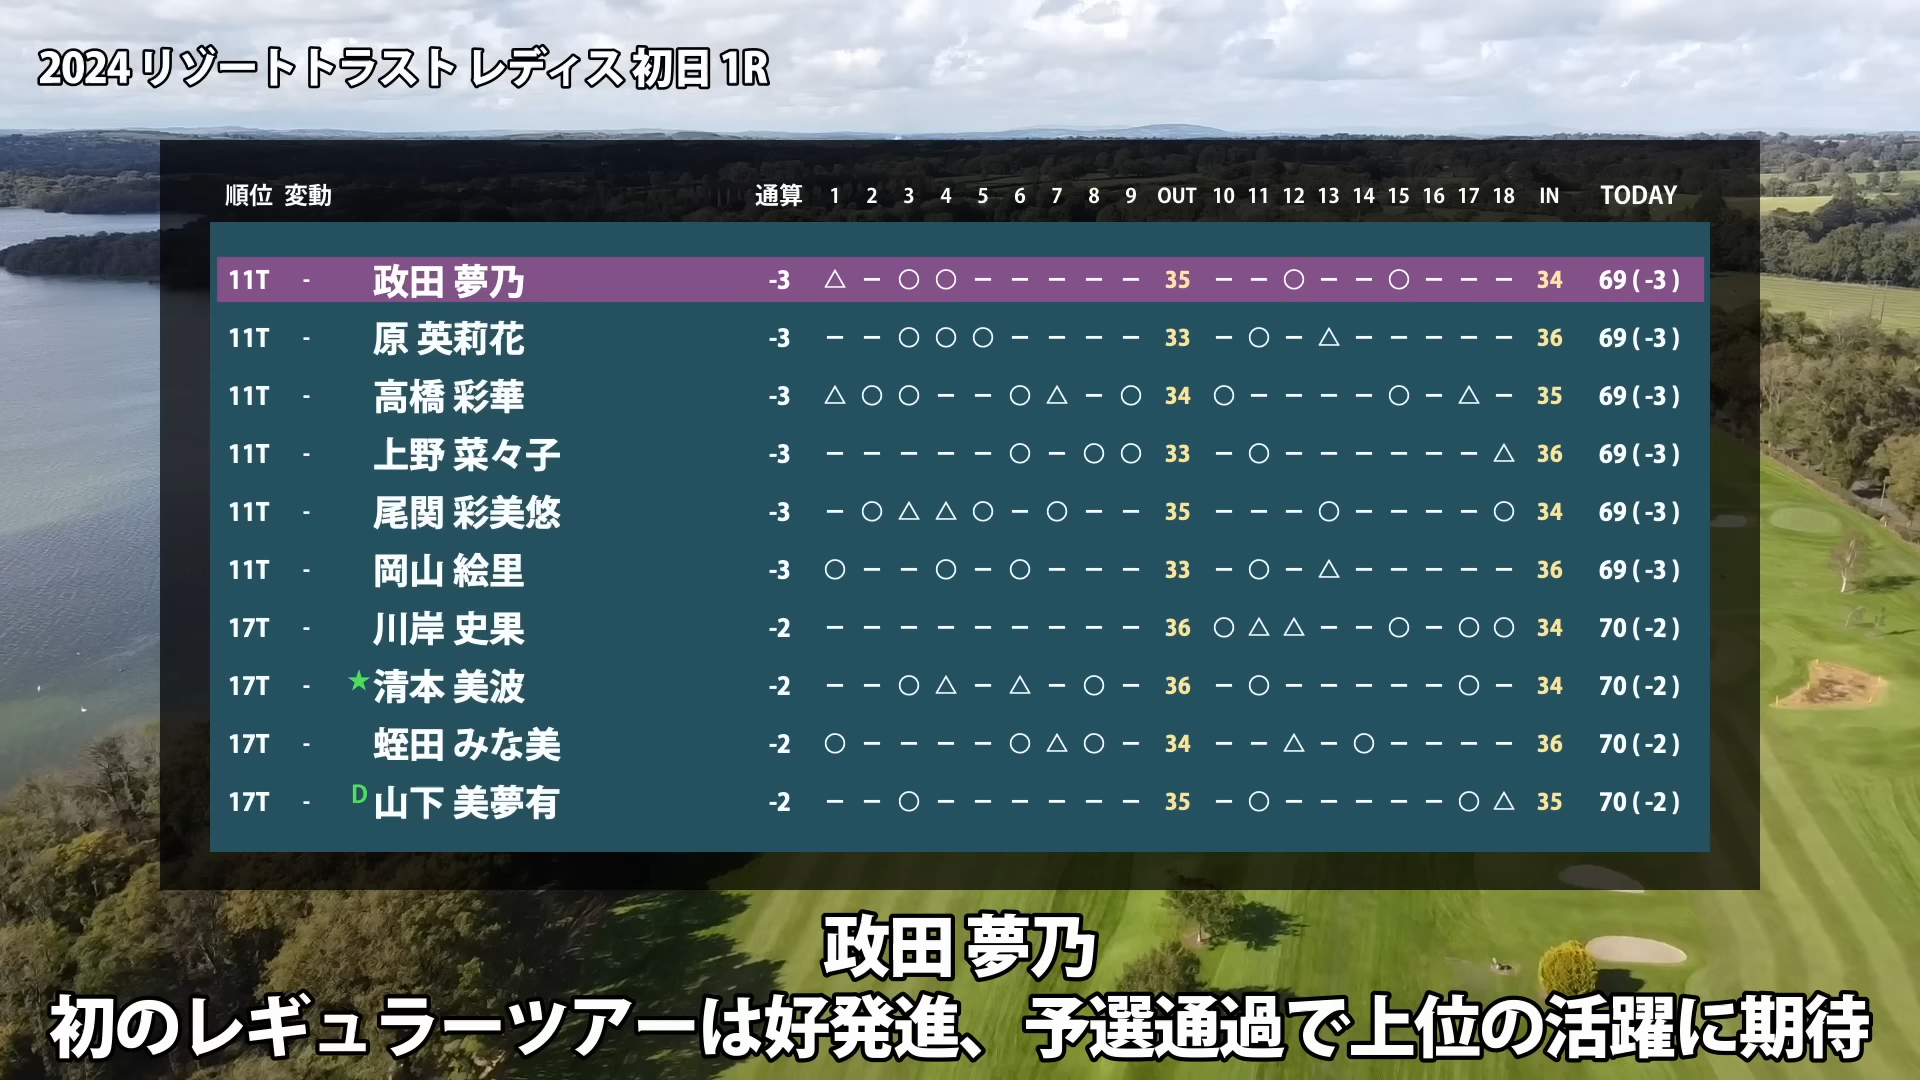 2024 リゾートトラスト レディス 初日 1R
順位 変動 通算 1 2 3 4 5 6 7 8 9 OUT 10 11 12 13 14 15 16 17 18 IN TODAY
11T - 政田 夢乃 -3 △ － ○ ○ － － － － － 35 － － ○ － － ○ － － － 34 69 ( -3 )
11T - 原 英莉花 -3 － － ○ ○ ○ － － － － 33 － ○ － △ － － － － － 36 69 ( -3 )
11T - 高橋 彩華 -3 △ ○ ○ － － ○ △ － ○ 34 ○ － － － － ○ － △ － 35 69 ( -3 )
11T - 上野 菜々子 -3 － － － － － ○ － ○ ○ 33 － ○ － － － － － － △ 36 69 ( -3 )
11T - 尾関 彩美悠 -3 － ○ △ △ ○ － ○ － － 35 － － － ○ － － － － ○ 34 69 ( -3 )
11T - 岡山 絵里 -3 ○ － － ○ － ○ － － － 33 － ○ － △ － － － － － 36 69 ( -3 )
17T - 川岸 史果 -2 － － － － － － － － － 36 ○ △ △ － － ○ － ○ ○ 34 70 ( -2 )
17T - ★ 清本 美波 -2 － － ○ △ － △ － ○ － 36 － ○ － － － － － ○ － 34 70 ( -2 )
17T - 蛭田 みな美 -2 ○ － － － － ○ △ ○ － 34 － － △ － ○ － － － － 36 70 ( -2 )
17T - D 山下 美夢有 -2 － － ○ － － － － － － 35 － ○ － － － － － ○ △ 35 70 ( -2 )
政田 夢乃
初のレギュラーツアーは好発進、予選通過で上位の活躍に期待